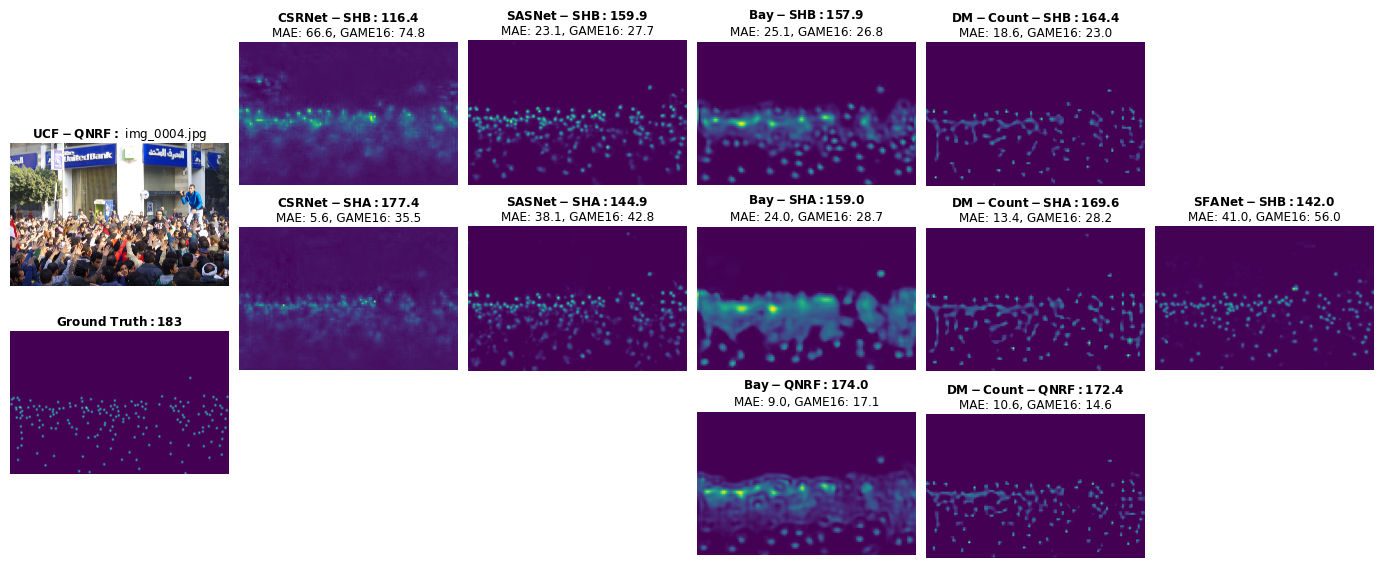 CSRNet − SHB : 116.4
MAE: 66.6, GAME16: 74.8
SASNet − SHB : 159.9
MAE: 23.1, GAME16: 27.7
Bay − SHB : 157.9
MAE: 25.1, GAME16: 26.8
DM − Count − SHB : 164.4
MAE: 18.6, GAME16: 23.0
UCF − QNRF : img_0004.jpg
UnitedBank
CSRNet − SHA : 177.4
MAE: 5.6, GAME16: 35.5
SASNet − SHA : 144.9
MAE: 38.1, GAME16: 42.8
Bay − SHA : 159.0
MAE: 24.0, GAME16: 28.7
DM − Count − SHA : 169.6
MAE: 13.4, GAME16: 28.2
SFANet − SHB : 142.0
MAE: 41.0, GAME16: 56.0
Ground Truth : 183
Bay − QNRF : 174.0
MAE: 9.0, GAME16: 17.1
DM − Count − QNRF : 172.4
MAE: 10.6, GAME16: 14.6